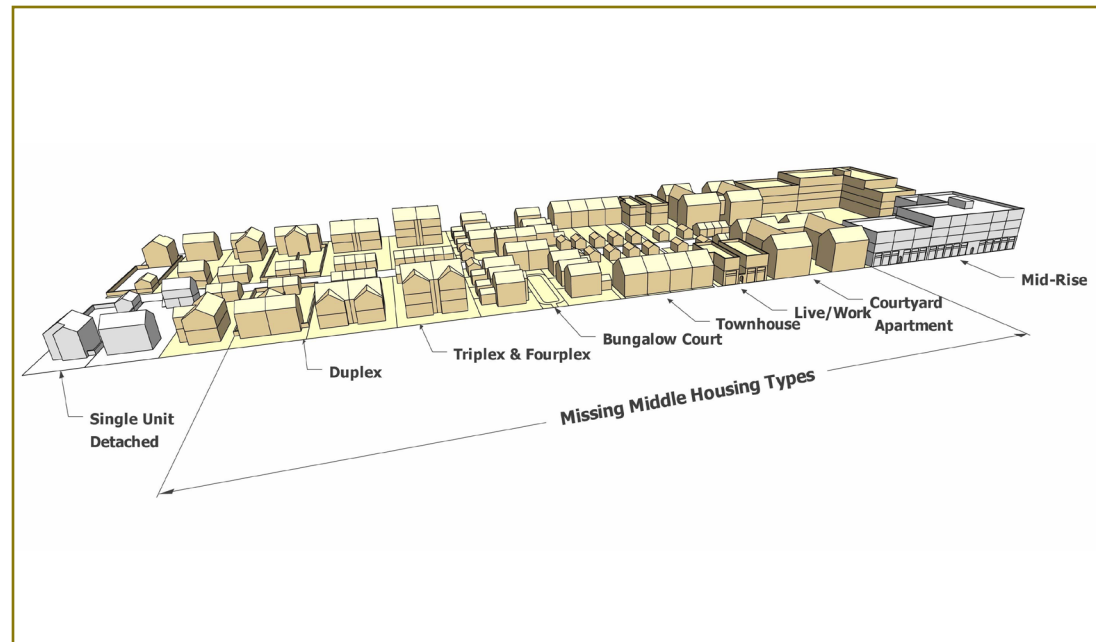 Single Unit
Detached
Duplex
Triplex & Fourplex
Bungalow Court
Townhouse
Live/Work
Courtyard
Apartment
Mid-Rise
Missing Middle Housing Types